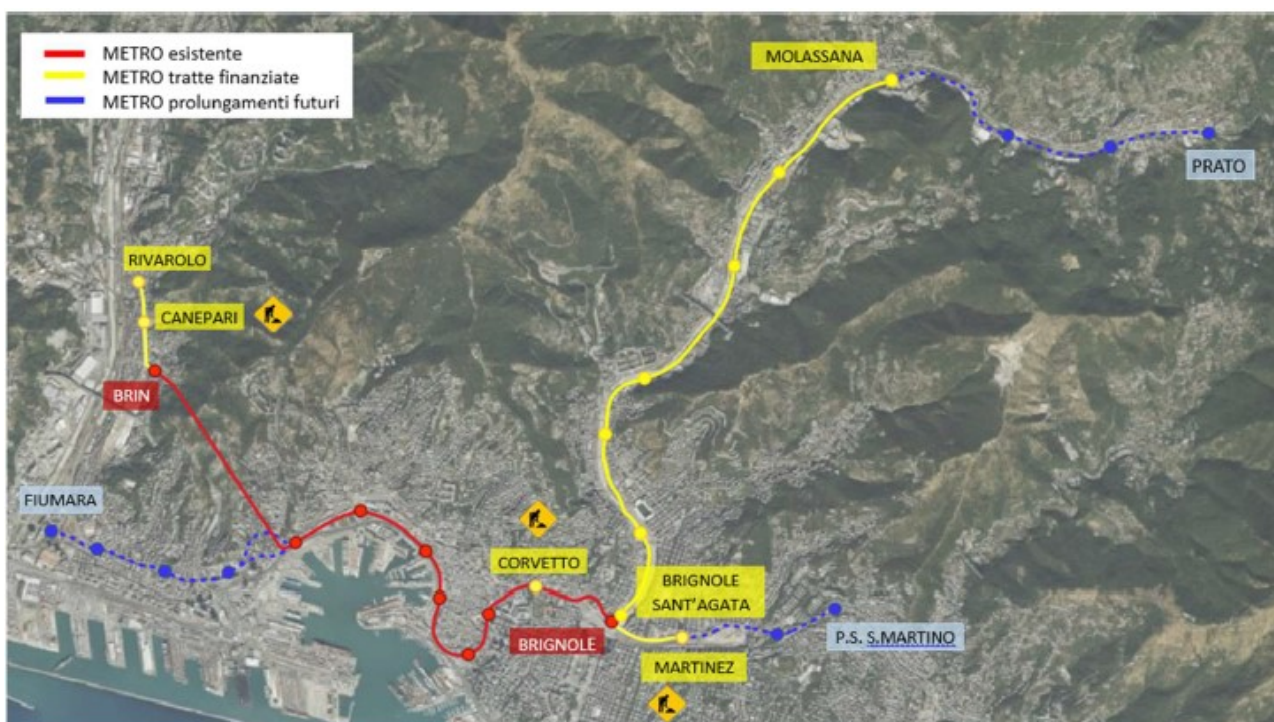 METRO esistente
METRO tratte finanziate
METRO prolungamenti futuri
MOLASSANA
PRATO
RIVAROLO
CANEPARI
BRIN
FIUMARA
CORVETTO
BRIGNOLE
SANT'AGATA
BRIGNOLE
P.S. S.MARTINO
MARTINEZ